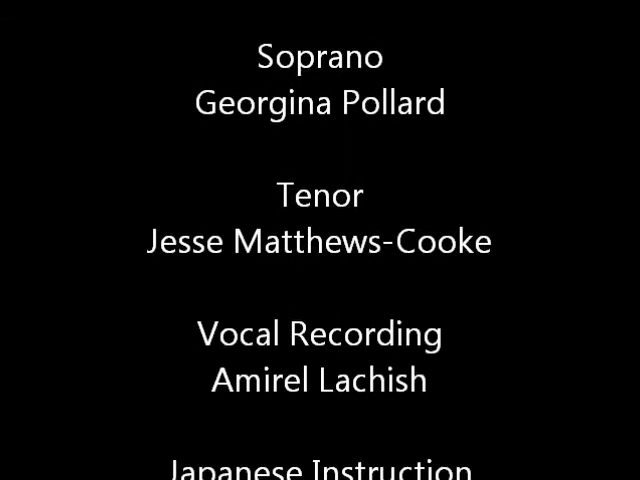 Soprano
Georgina Pollard
Tenor
Jesse Matthews-Cooke
Vocal Recording
Amirel Lachish
Japanese Instruction